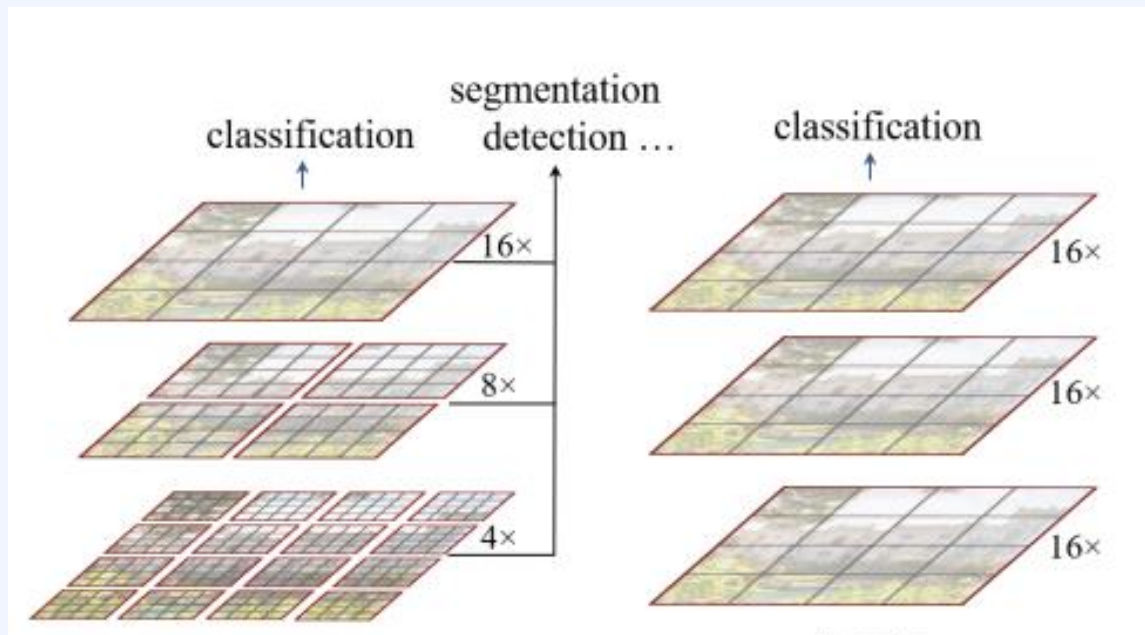 segmentation
classification
detection ...
classification
16×
16×
8×
16×
4×
16×